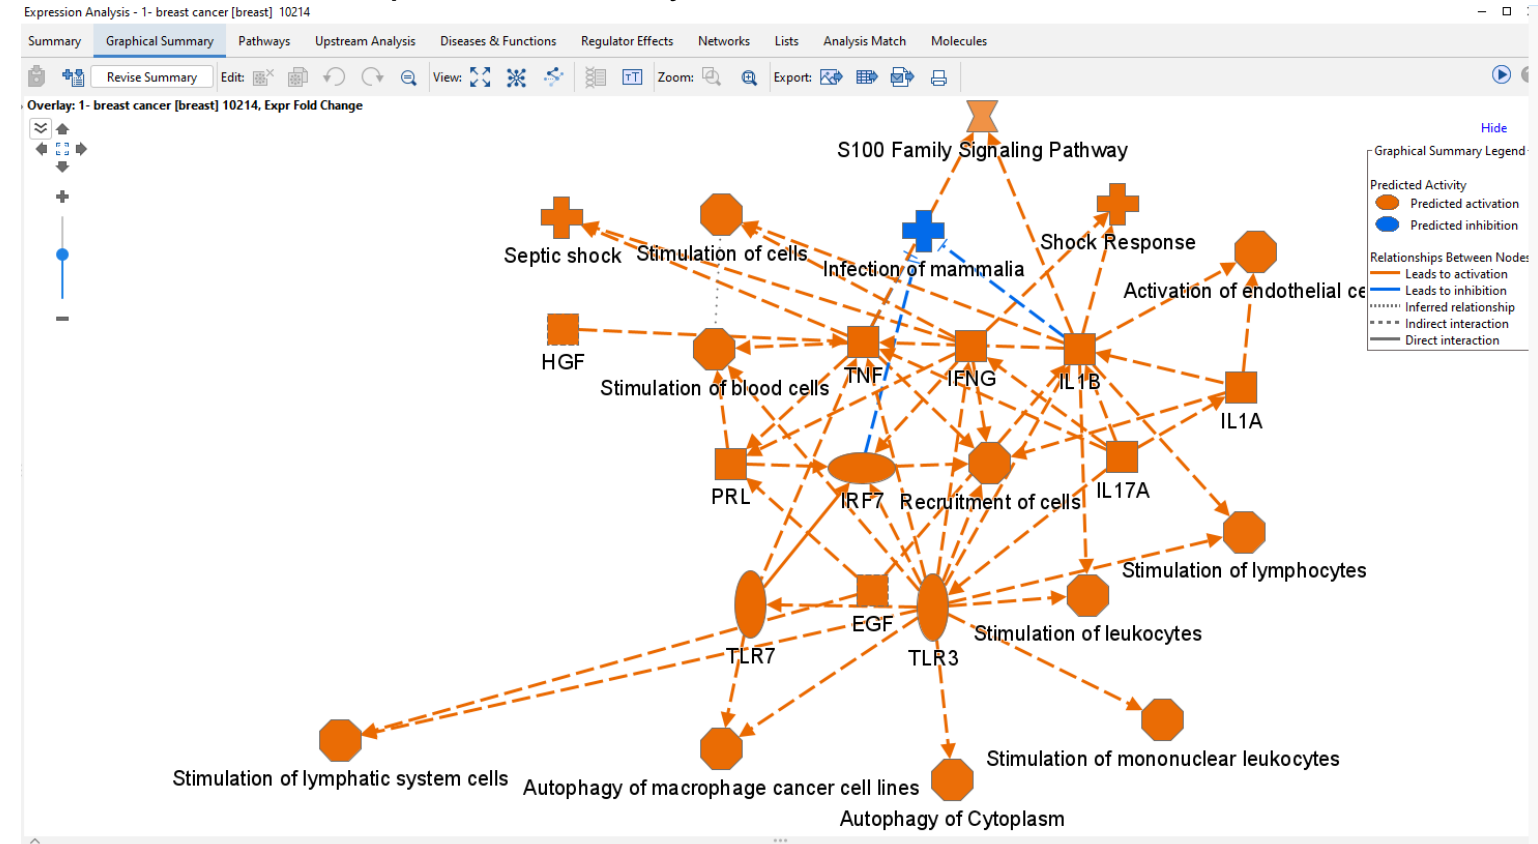 Expression Analysis - 1- breast cancer [breast] 10214
Summary Graphical Summary Pathways Upstream Analysis Diseases & Functions Regulator Effects Networks Lists Analysis Match Molecules
Revise Summary Edit: View: TT Zoom: Export:
Overlay: 1- breast cancer [breast] 10214, Expr Fold Change
Hide
S100 Family Signaling Pathway
Graphical Summary Legend
Predicted Activity
Predicted activation
Predicted inhibition
Septic shock
Stimulation of cells
Infection of mammalia
Shock Response
Activation of endothelial ce
Relationships Between Nodes
Leads to activation
Leads to inhibition
Inferred relationship
Indirect interaction
Direct interaction
HGF
Stimulation of blood cells
TNF
IFNG
IL1B
IL1A
PRL
IRF7
Recruitment of cells
IL17A
Stimulation of lymphocytes
TLR7
EGF
TLR3
Stimulation of leukocytes
Stimulation of lymphatic system cells
Autophagy of macrophage cancer cell lines
Stimulation of mononuclear leukocytes
Autophagy of Cytoplasm